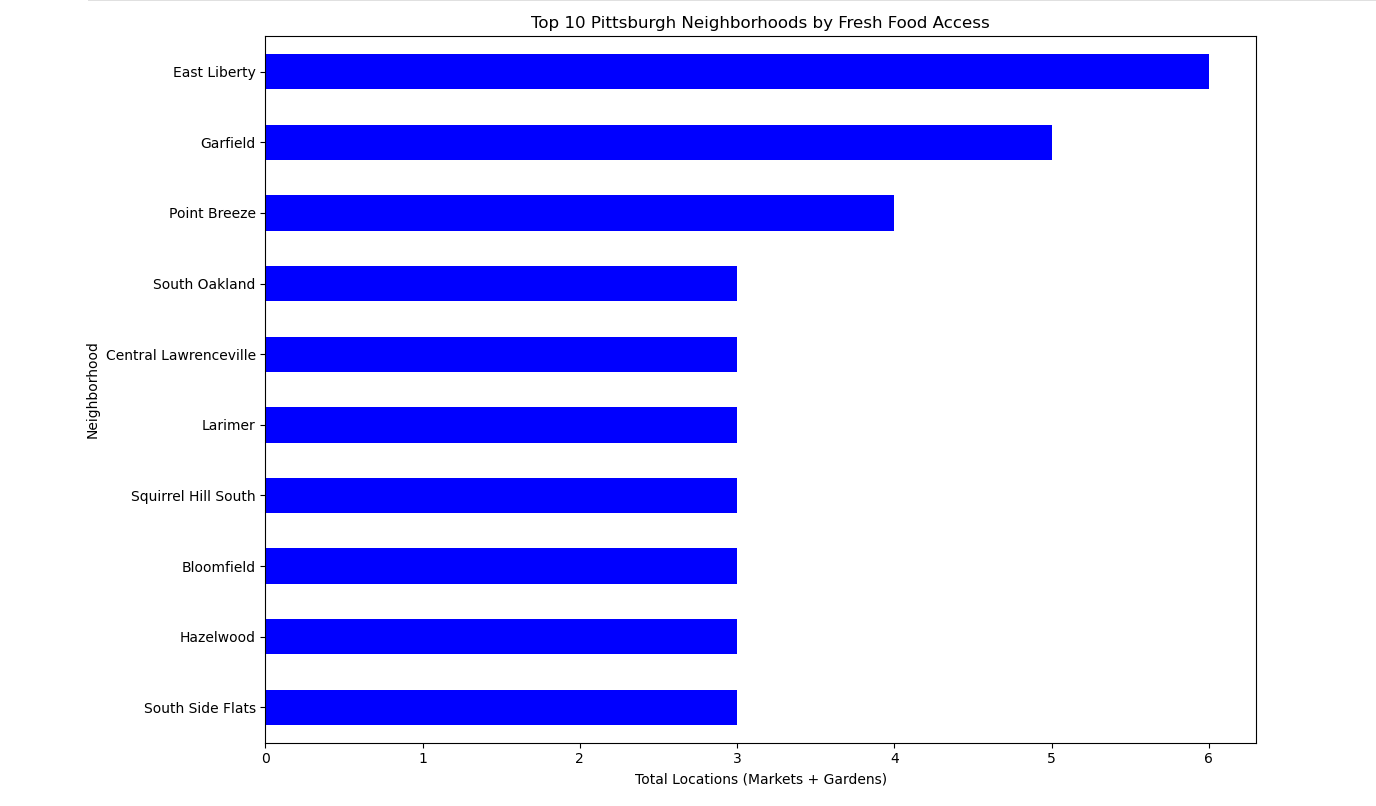 Top 10 Pittsburgh Neighborhoods by Fresh Food Access
Neighborhood
East Liberty
Garfield
Point Breeze
South Oakland
Central Lawrenceville
Larimer
Squirrel Hill South
Bloomfield
Hazelwood
South Side Flats
0 1 2 3 4 5 6
Total Locations (Markets + Gardens)